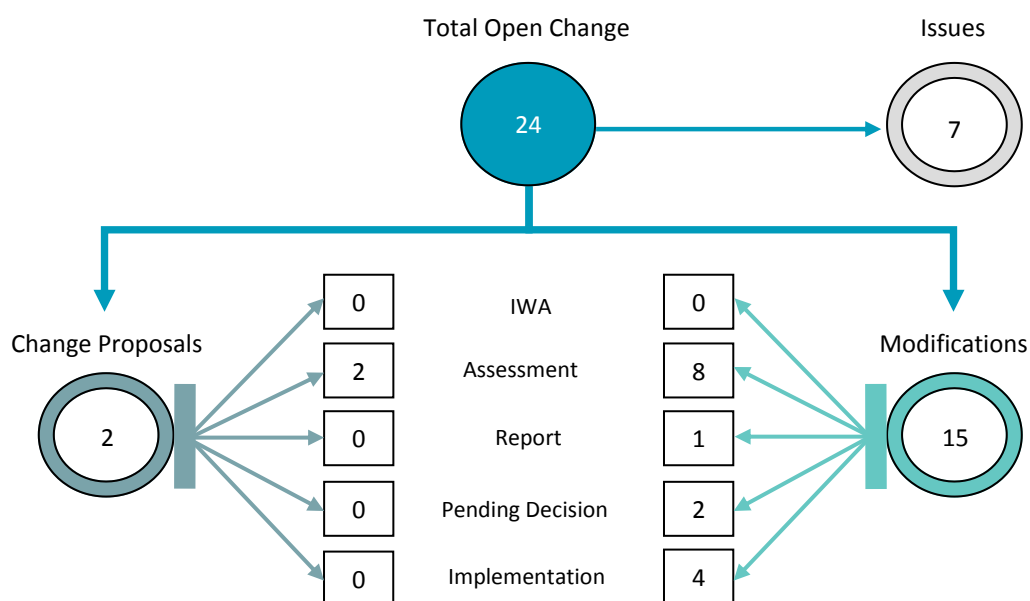 Total Open Change
Issues
24
7
0
IWA
0
Change Proposals
Modifications
2
Assessment
8
2
0
Report
1
15
0
Pending Decision
2
0
Implementation
4